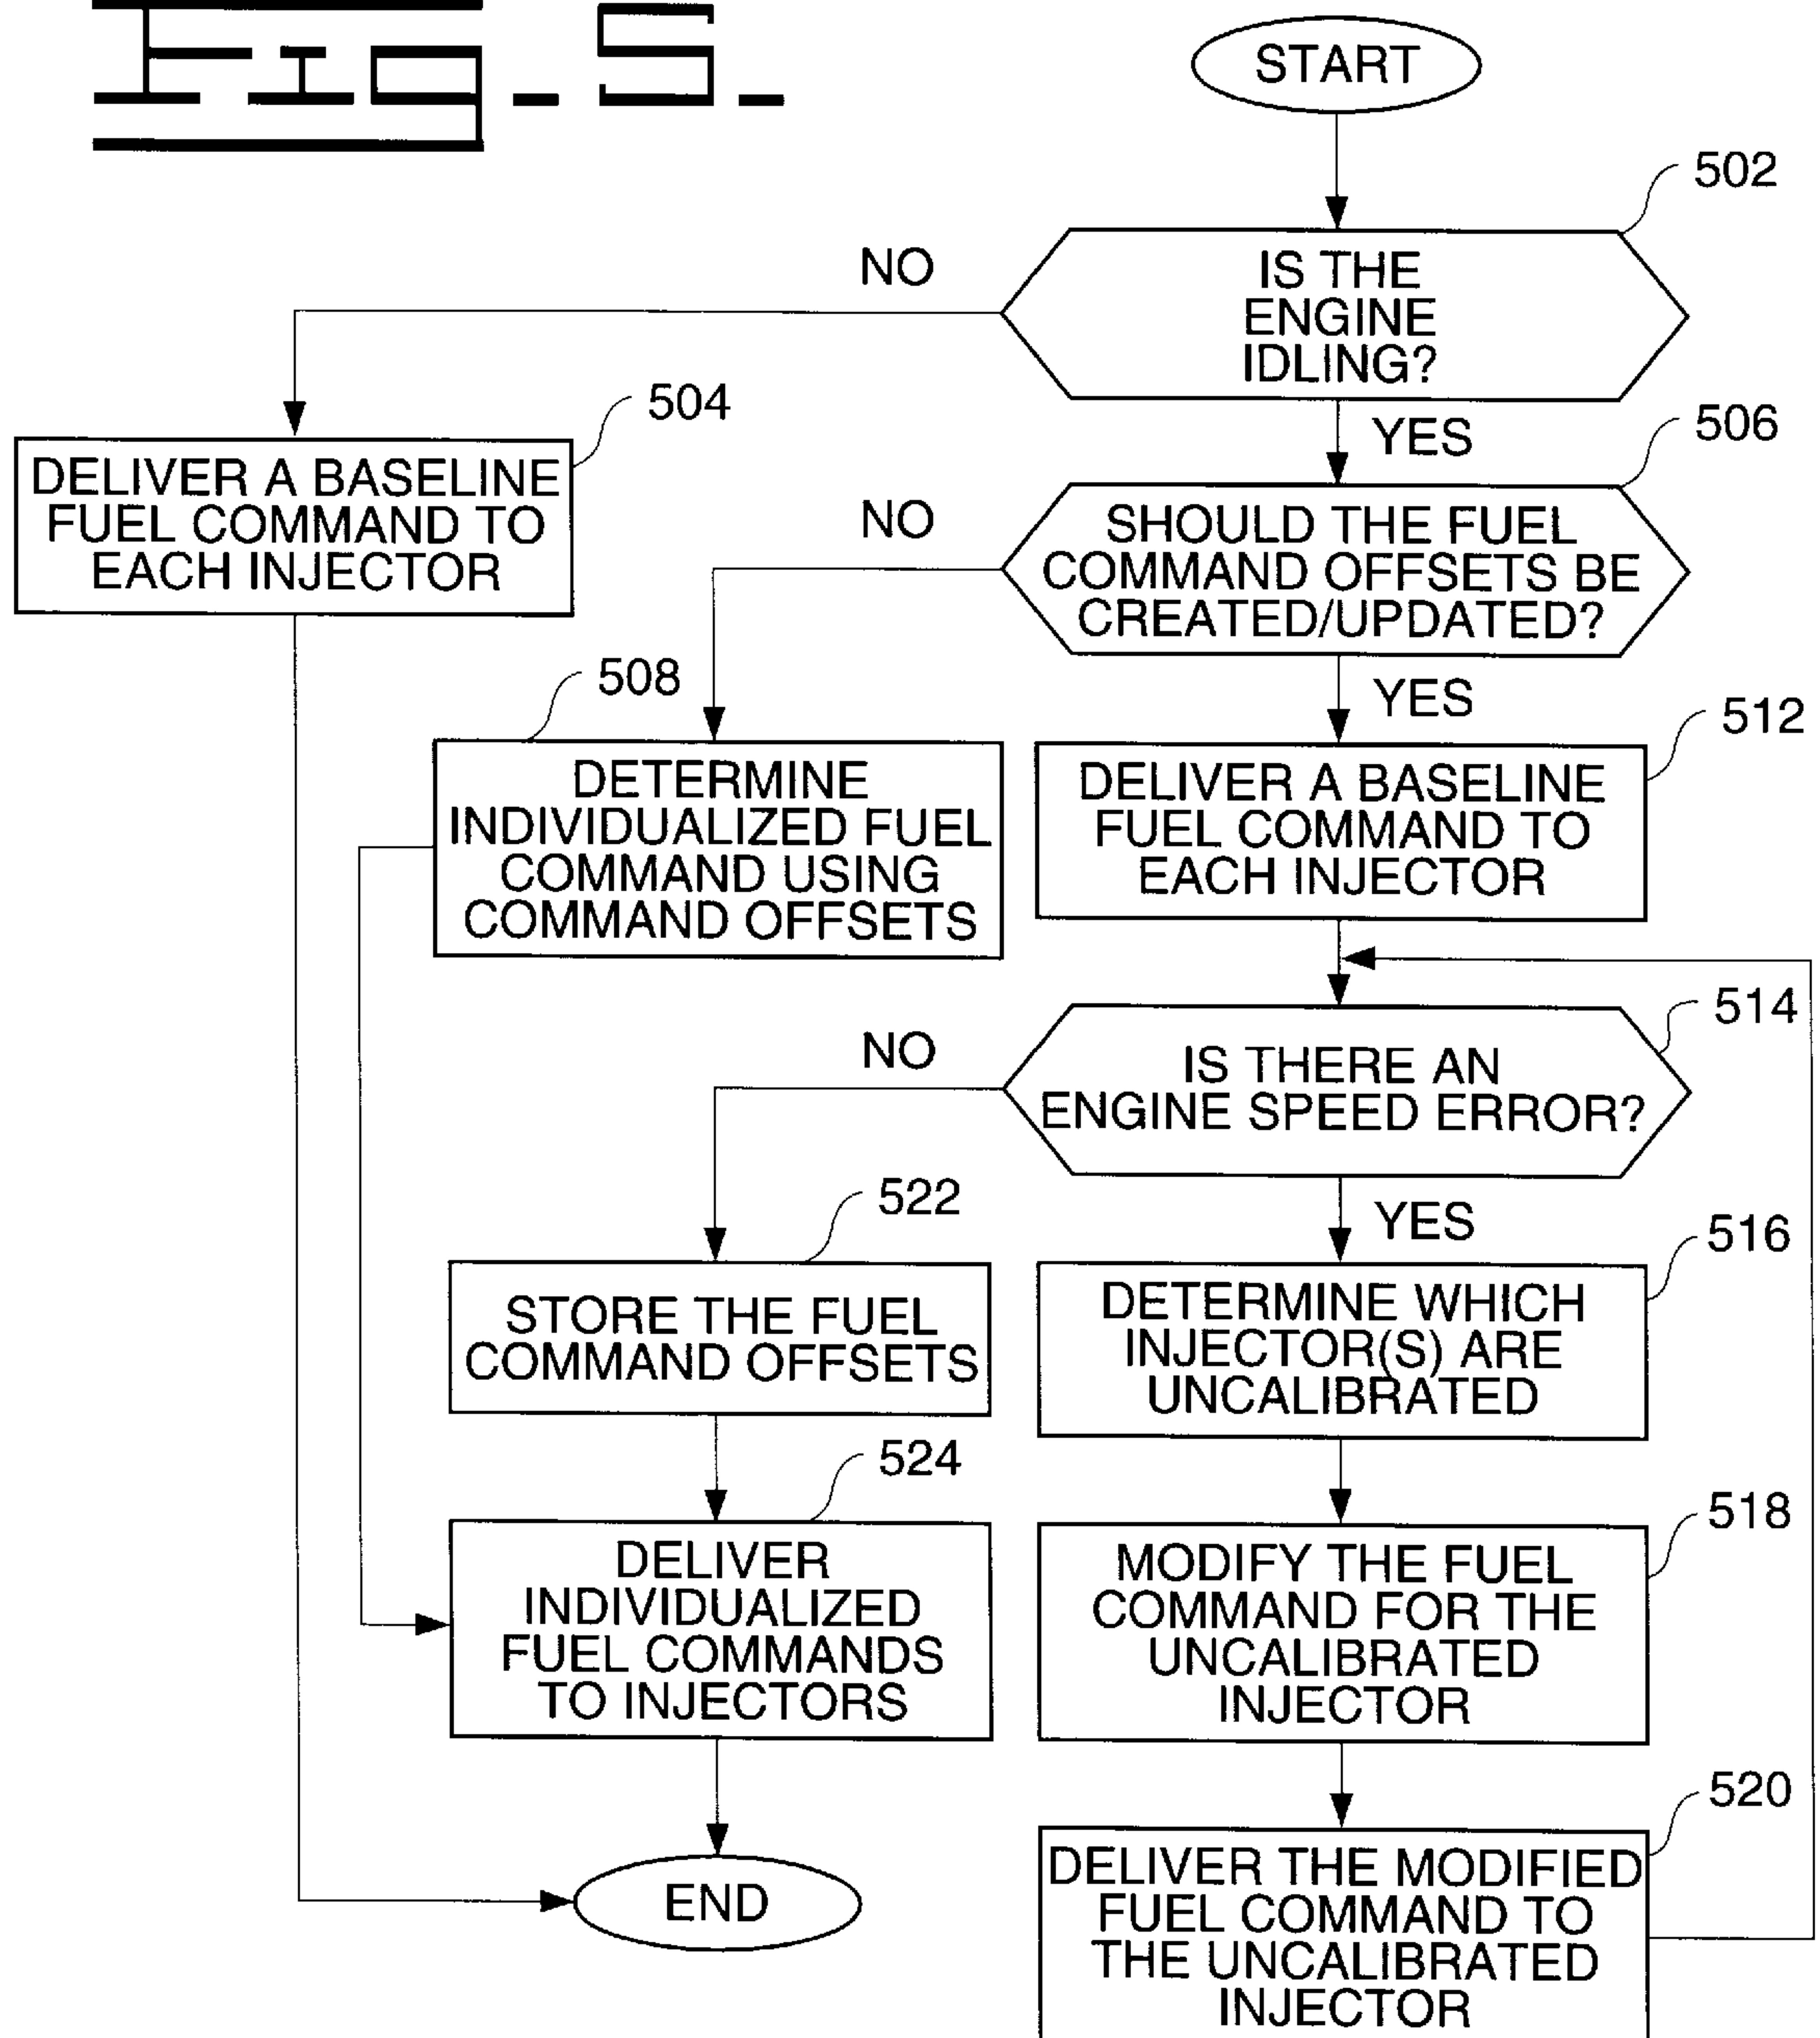 Fig-5-
START
502
NO
IS THE
ENGINE
IDLING?
504
YES
506
DELIVER A BASELINE
FUEL COMMAND TO
EACH INJECTOR
NO
SHOULD THE FUEL
COMMAND OFFSETS BE
CREATED/UPDATED?
508
YES
512
DETERMINE
INDIVIDUALIZED FUEL
COMMAND USING
COMMAND OFFSETS
DELIVER A BASELINE
FUEL COMMAND TO
EACH INJECTOR
514
NO
IS THERE AN
ENGINE SPEED ERROR?
522
YES
516
STORE THE FUEL
COMMAND OFFSETS
DETERMINE WHICH
INJECTOR(S) ARE
UNCALIBRATED
524
518
DELIVER
INDIVIDUALIZED
FUEL COMMANDS
TO INJECTORS
MODIFY THE FUEL
COMMAND FOR THE
UNCALIBRATED
INJECTOR
520
END
DELIVER THE MODIFIED
FUEL COMMAND TO
THE UNCALIBRATED
INJECTOR